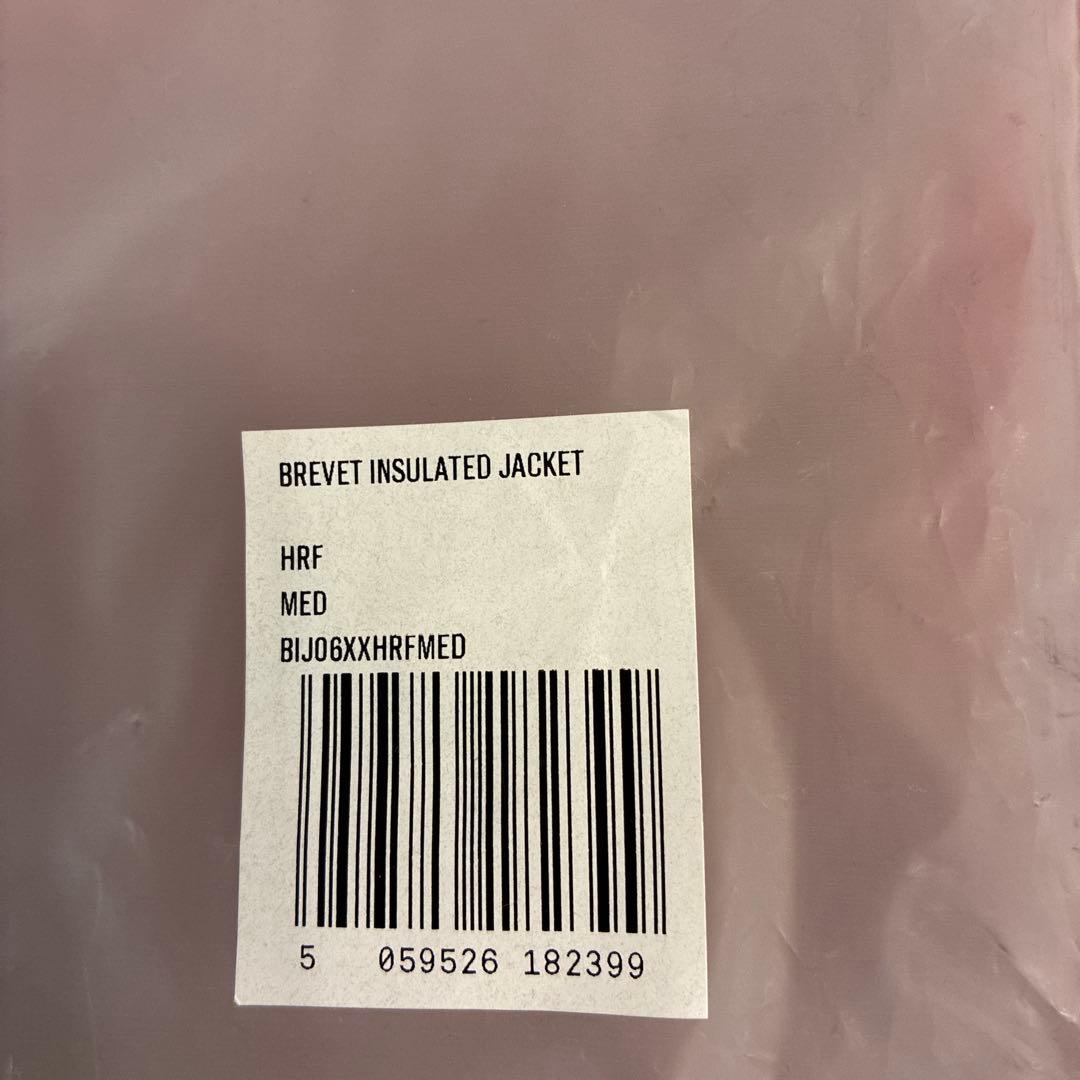 BREVET INSULATED JACKET
HRF
MED
BIJ06XXHRFMED
5 059526 182399